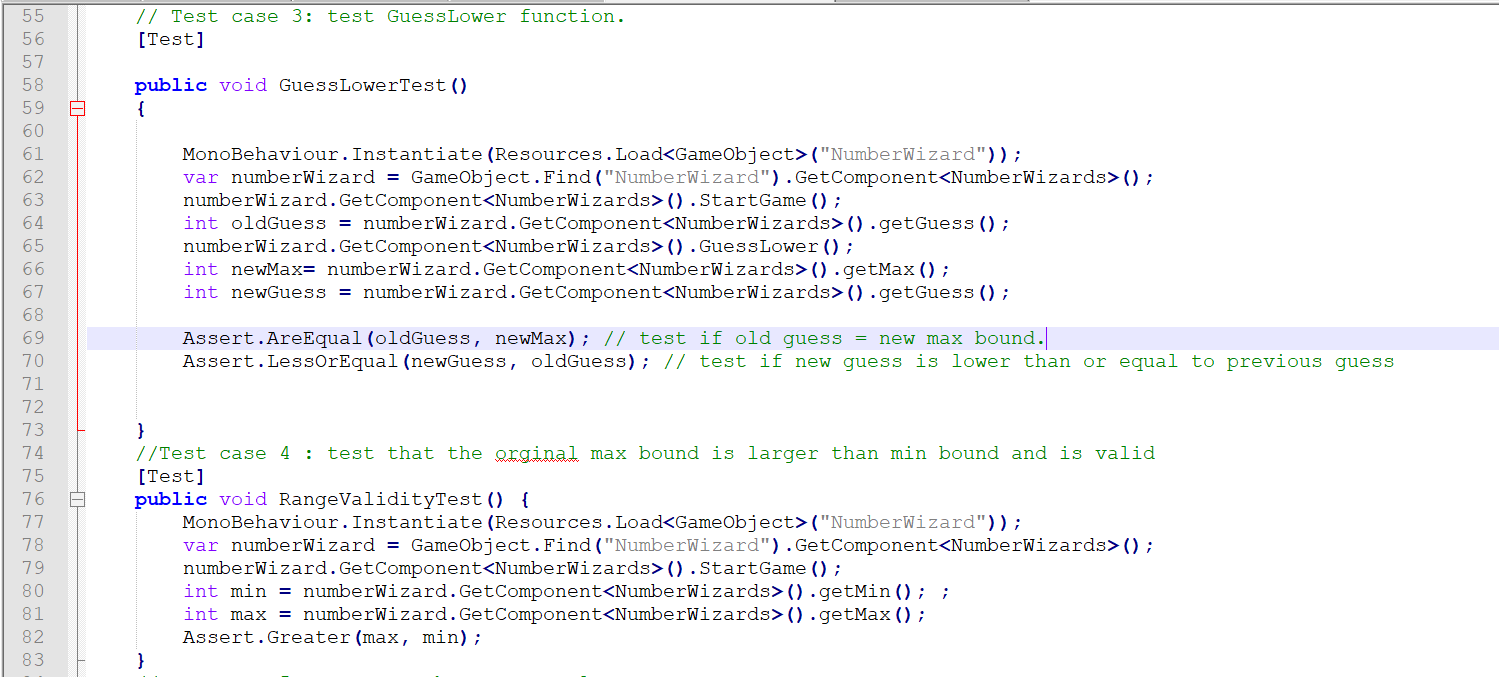 55 // Test case 3: test GuessLower function.
56 [Test]
57
58 public void GuessLowerTest()
59 {
60
61 MonoBehaviour.Instantiate(Resources.Load<GameObject>("NumberWizard"));
62 var numberWizard = GameObject.Find("NumberWizard").GetComponent<NumberWizards>();
63 numberWizard.GetComponent<NumberWizards>().StartGame();
64 int oldGuess = numberWizard.GetComponent<NumberWizards>().getGuess();
65 numberWizard.GetComponent<NumberWizards>().GuessLower();
66 int newMax= numberWizard.GetComponent<NumberWizards>().getMax();
67 int newGuess = numberWizard.GetComponent<NumberWizards>().getGuess();
68
69 Assert.AreEqual(oldGuess, newMax); // test if old guess = new max bound.
70 Assert.LessOrEqual(newGuess, oldGuess); // test if new guess is lower than or equal to previous guess
71
72
73 }
74 //Test case 4 : test that the orginal max bound is larger than min bound and is valid
75 [Test]
76 public void RangeValidityTest() {
77 MonoBehaviour.Instantiate(Resources.Load<GameObject>("NumberWizard"));
78 var numberWizard = GameObject.Find("NumberWizard").GetComponent<NumberWizards>();
79 numberWizard.GetComponent<NumberWizards>().StartGame();
80 int min = numberWizard.GetComponent<NumberWizards>().getMin(); ;
81 int max = numberWizard.GetComponent<NumberWizards>().getMax();
82 Assert.Greater(max, min);
83 }